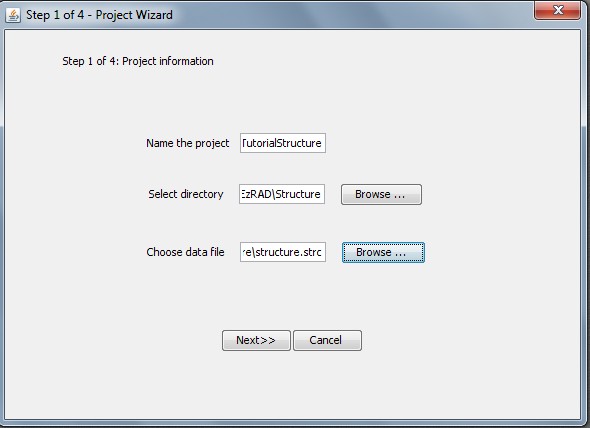 Step 1 of 4 - Project Wizard
Step 1 of 4: Project information
Name the project TutorialStructure
Select directory EzRAD\Structure Browse ...
Choose data file re\structure.strc Browse ...
Next>> Cancel